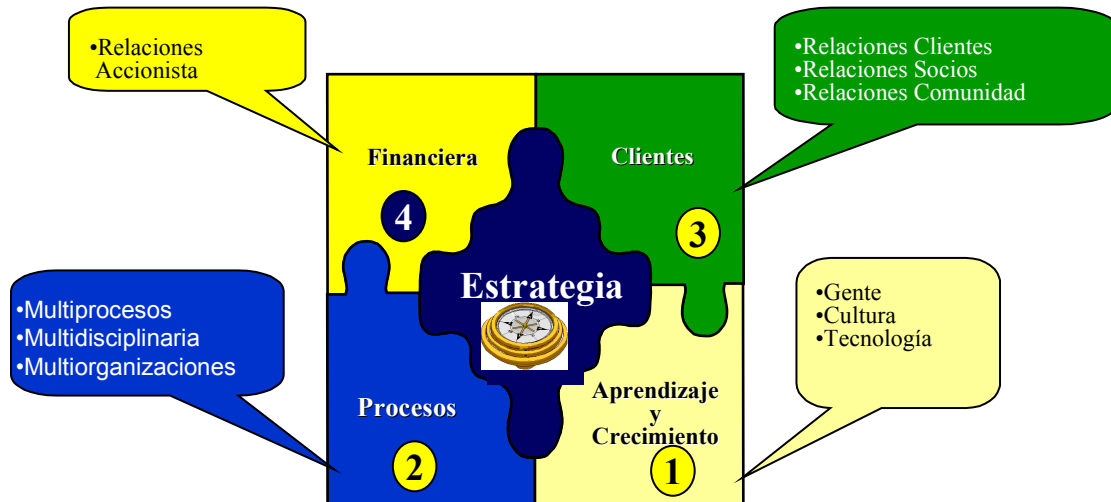 •Relaciones
Accionista
•Relaciones Clientes
•Relaciones Socios
•Relaciones Comunidad
Financiera
4
Clientes
3
Estrategia
•Multiprocesos
•Multidisciplinaria
•Multiorganizaciones
•Gente
•Cultura
•Tecnología
Procesos
2
Aprendizaje
y
Crecimiento
1